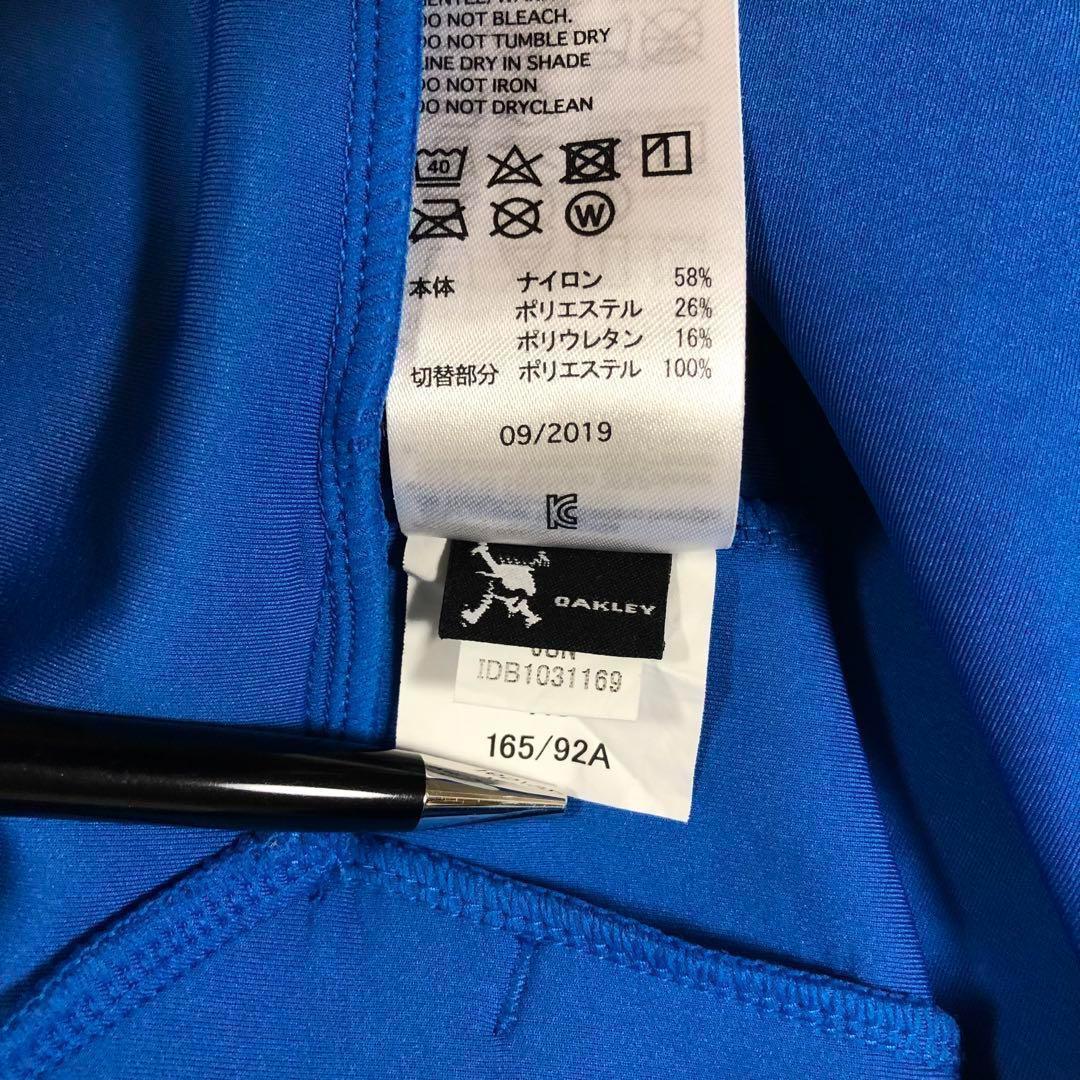 DO NOT BLEACH.
DO NOT TUMBLE DRY
LINE DRY IN SHADE
DO NOT IRON
DO NOT DRYCLEAN
40
1
W
本体 ナイロン 58%
ポリエステル 26%
ポリウレタン 16%
切替部分 ポリエステル 100%
09/2019
KC
OAKLEY
IDB1031169
165/92A